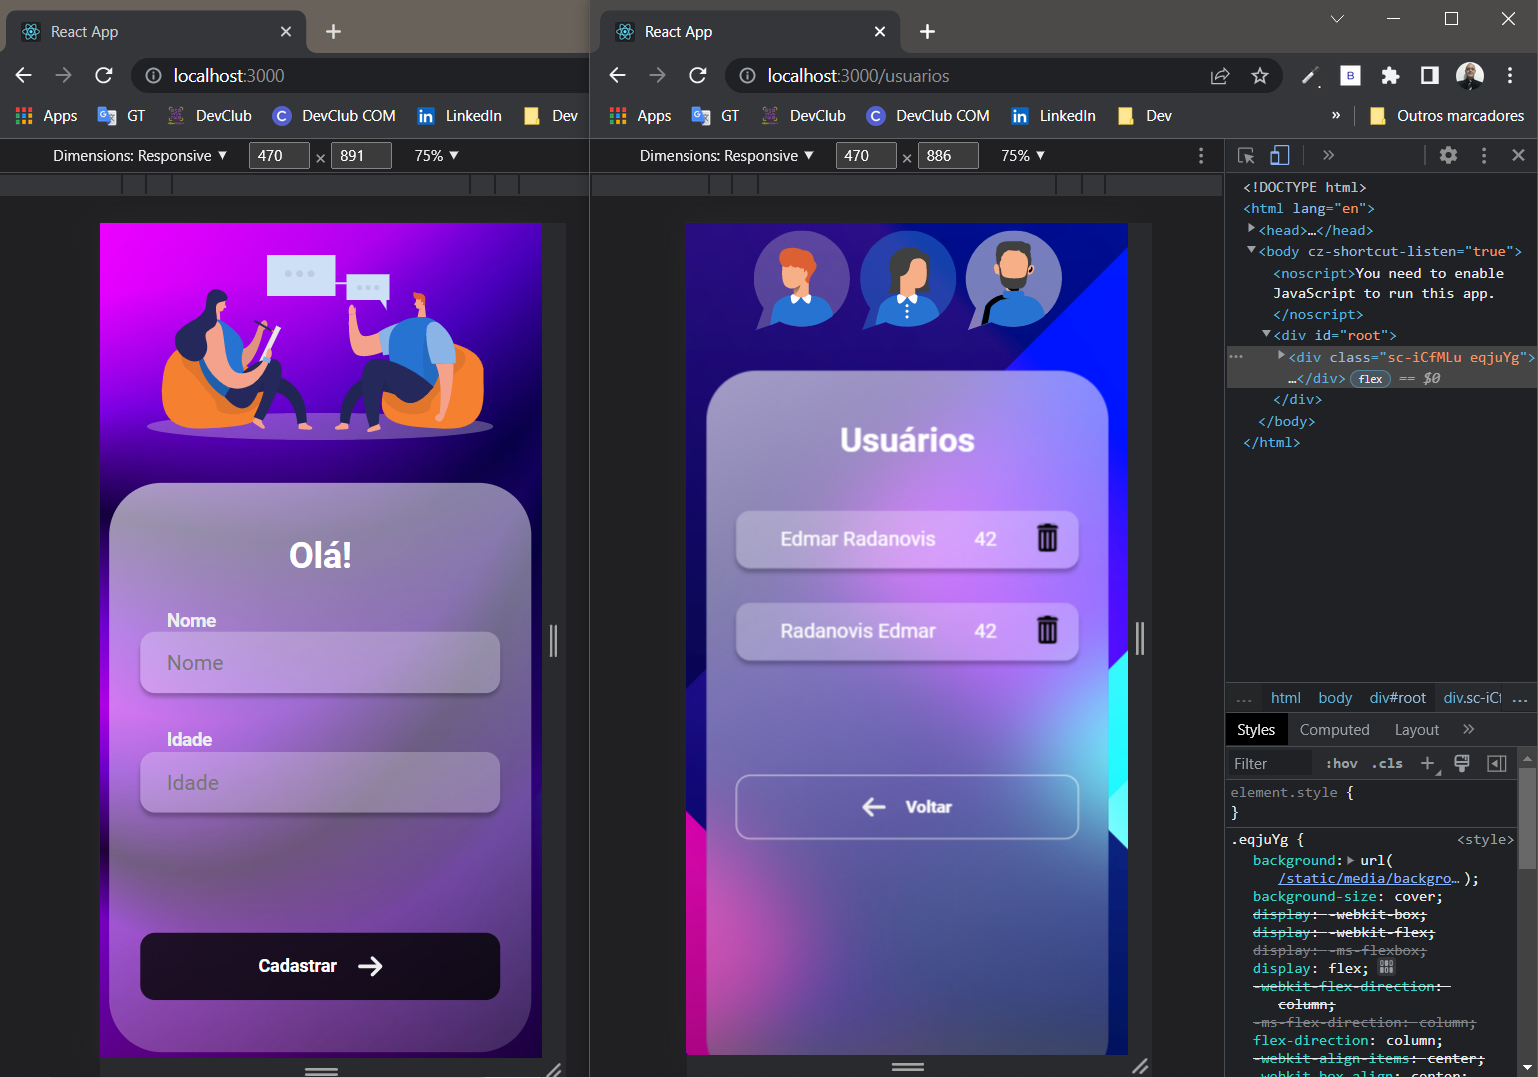 React App
localhost:3000
Apps GT DevClub DevClub COM LinkedIn Dev
Dimensions: Responsive ▼ 470 × 891 75% ▼
Olá!
Nome
Nome
Idade
Idade
Cadastrar
React App
localhost:3000/usuarios
Apps GT DevClub DevClub COM LinkedIn Dev » Outros marcadores
Dimensions: Responsive ▼ 470 × 886 75% ▼
Usuários
Edmar Radanovis 42
Radanovis Edmar 42
Voltar
<!DOCTYPE html>
<html lang="en">
<head>…</head>
<body cz-shortcut-listen="true">
<noscript>You need to enable
JavaScript to run this app.
</noscript>
<div id="root">
<div class="sc-iCfMLu eqjuYg">
…</div> flex == $0
</div>
</body>
</html>
... html body div#root div.sc-iCf ...
Styles Computed Layout »
Filter :hov .cls +
element.style {
}
.eqjuYg { <style>
background: url(
/static/media/backgro… );
background-size: cover;
display: -webkit-box;
display: -webkit-flex;
display: -ms-flexbox;
display: flex;
-webkit-flex-direction:
column;
-ms-flex-direction: column;
flex-direction: column;
-webkit-align-items: center;
-webkit-box-align: center;